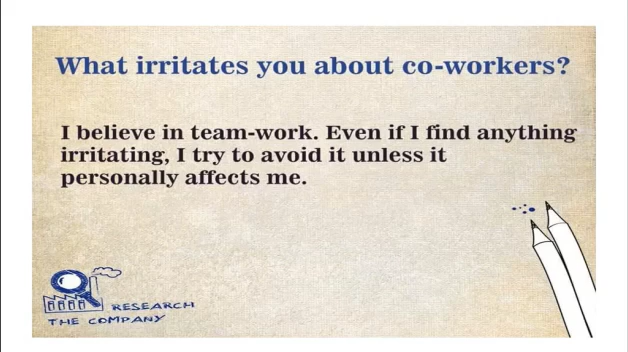 What irritates you about co-workers?
I believe in team-work. Even if I find anything
irritating, I try to avoid it unless it
personally affects me.
RESEARCH
THE COMPANY